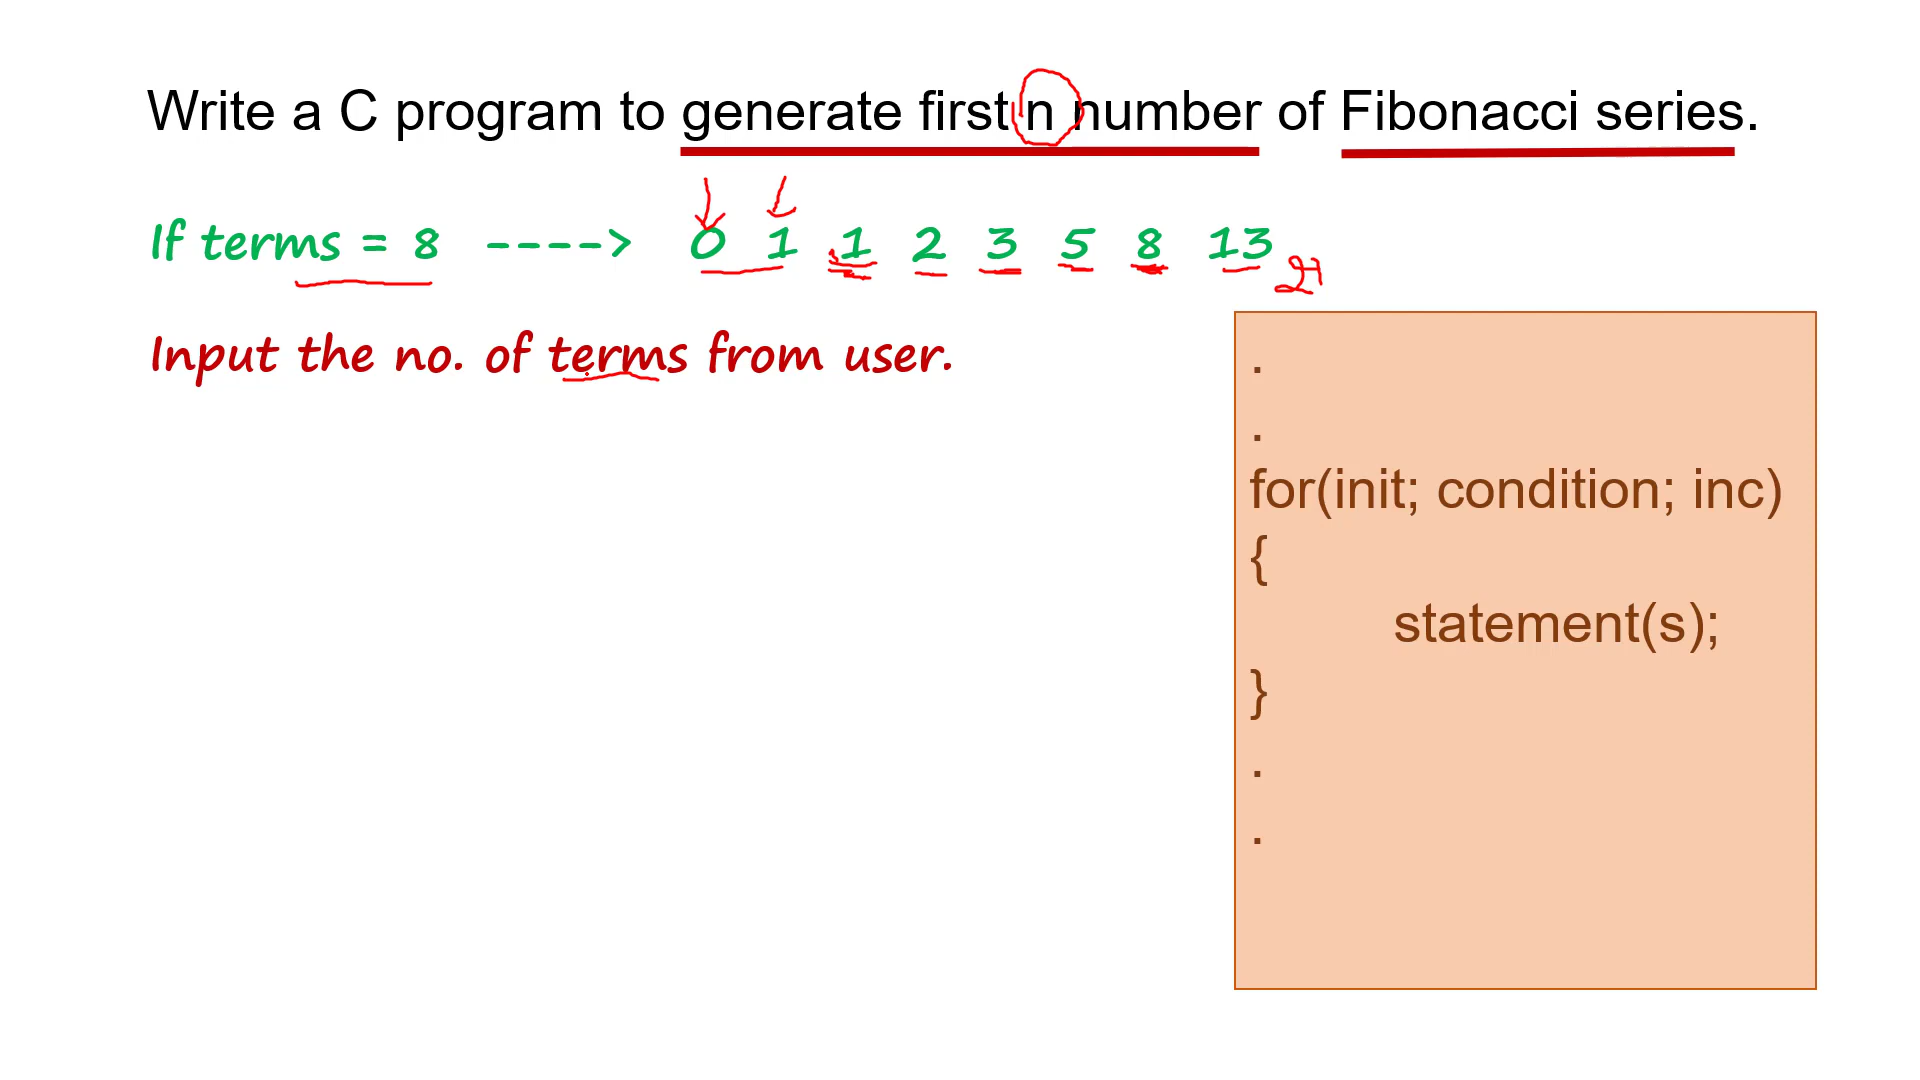 Write a C program to generate first n number of Fibonacci series.
If terms = 8 ----> 0 1 1 2 3 5 8 13 21
Input the no. of terms from user.
.
.
for(init; condition; inc)
{
statement(s);
}
.
.